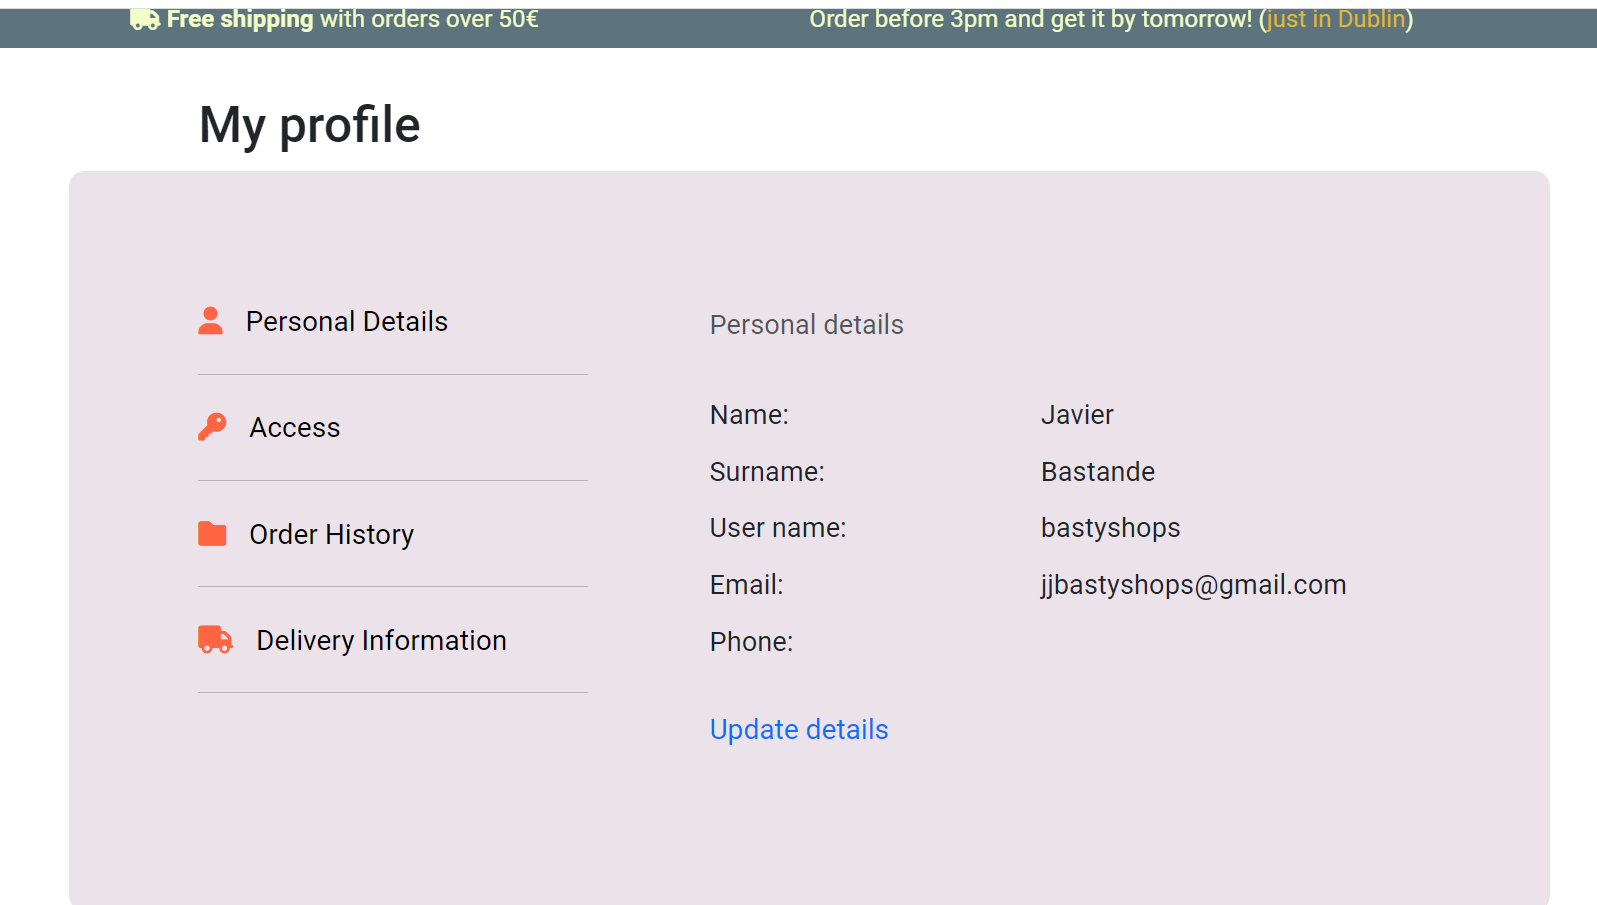 Free shipping with orders over 50€
Order before 3pm and get it by tomorrow! (just in Dublin)
My profile
Personal Details
Access
Order History
Delivery Information
Personal details
Name: Javier
Surname: Bastande
User name: bastyshops
Email: jjbastyshops@gmail.com
Phone:
Update details